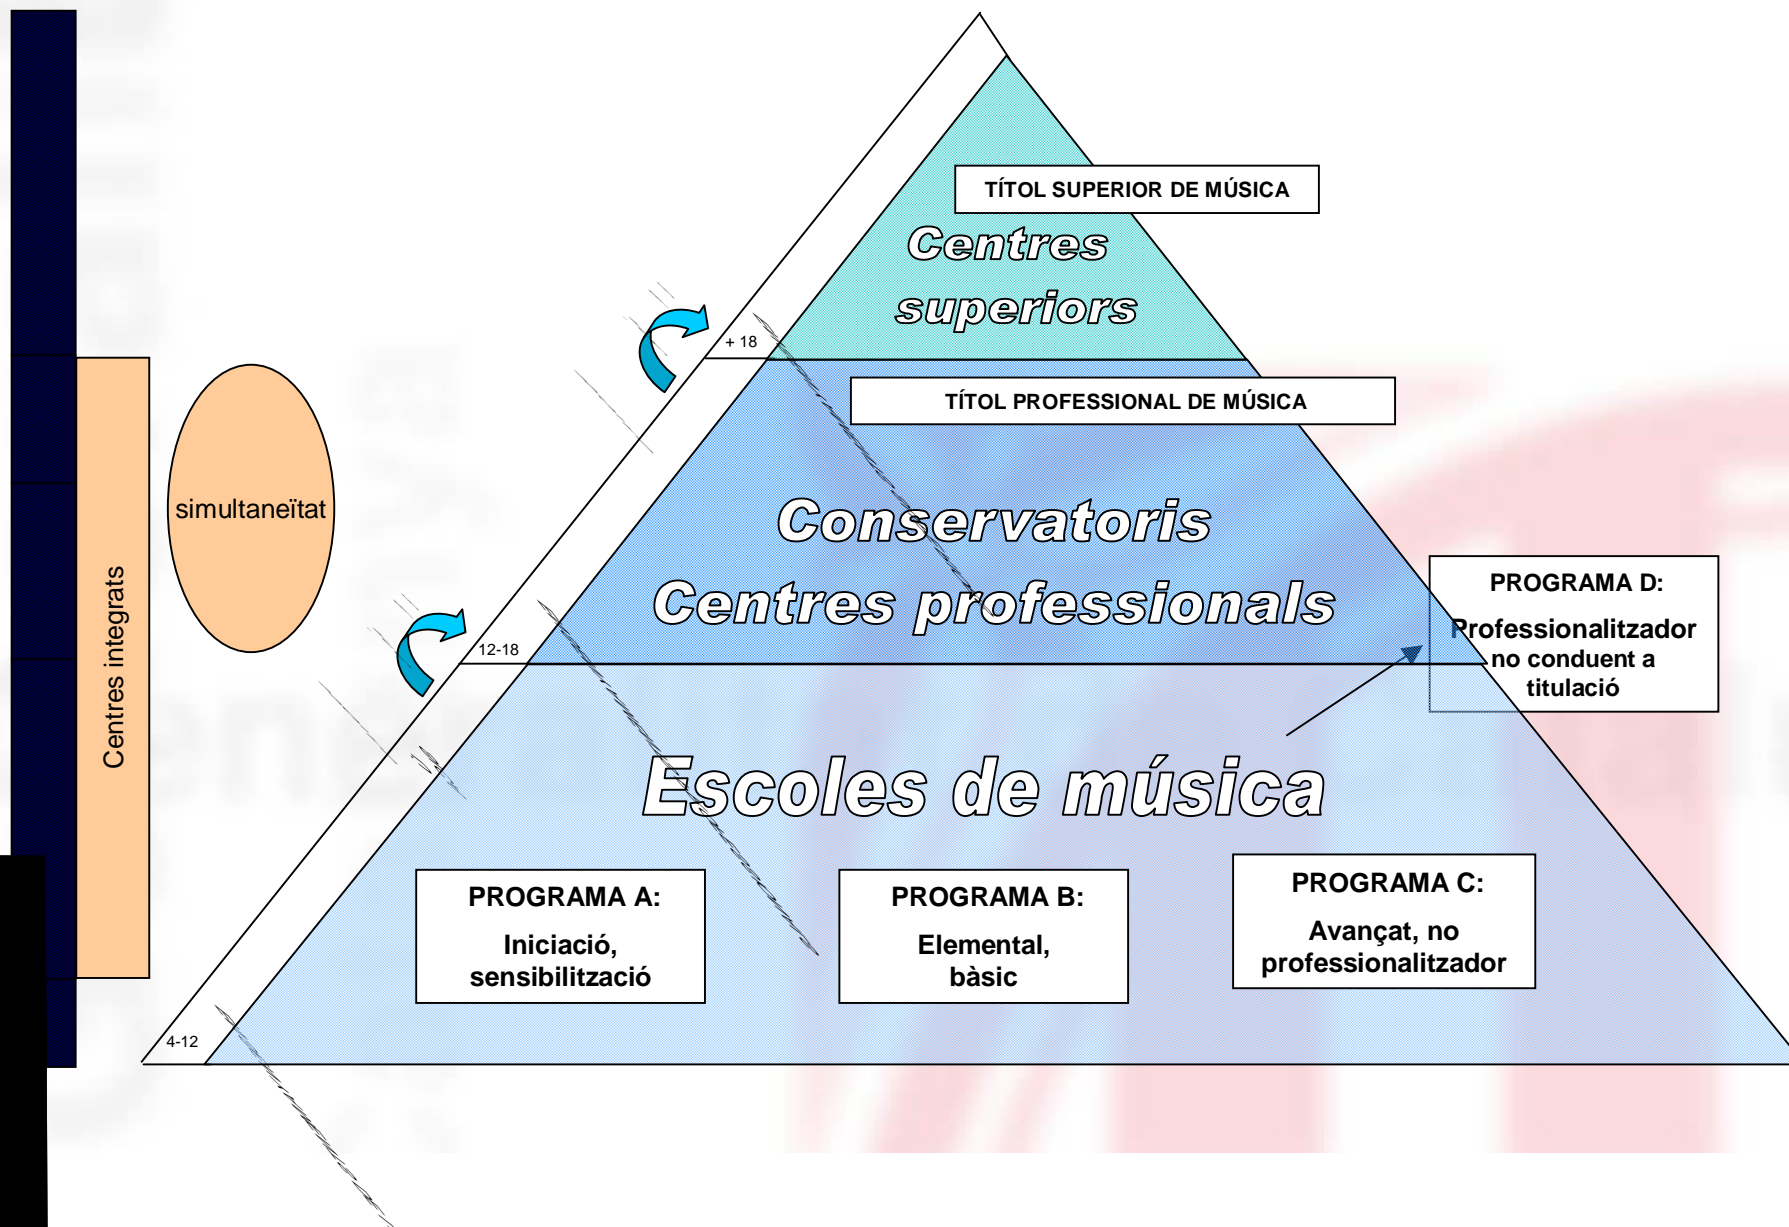 TÍTOL SUPERIOR DE MÚSICA
Centres
superiors
+ 18
TÍTOL PROFESSIONAL DE MÚSICA
simultaneïtat
Conservatoris
Centres professionals
Centres integrats
12-18
PROGRAMA D:
Professionalitzador
no conduent a
titulació
Escoles de música
PROGRAMA A:
Iniciació,
sensibilització
PROGRAMA B:
Elemental,
bàsic
PROGRAMA C:
Avançat, no
professionalitzador
4-12